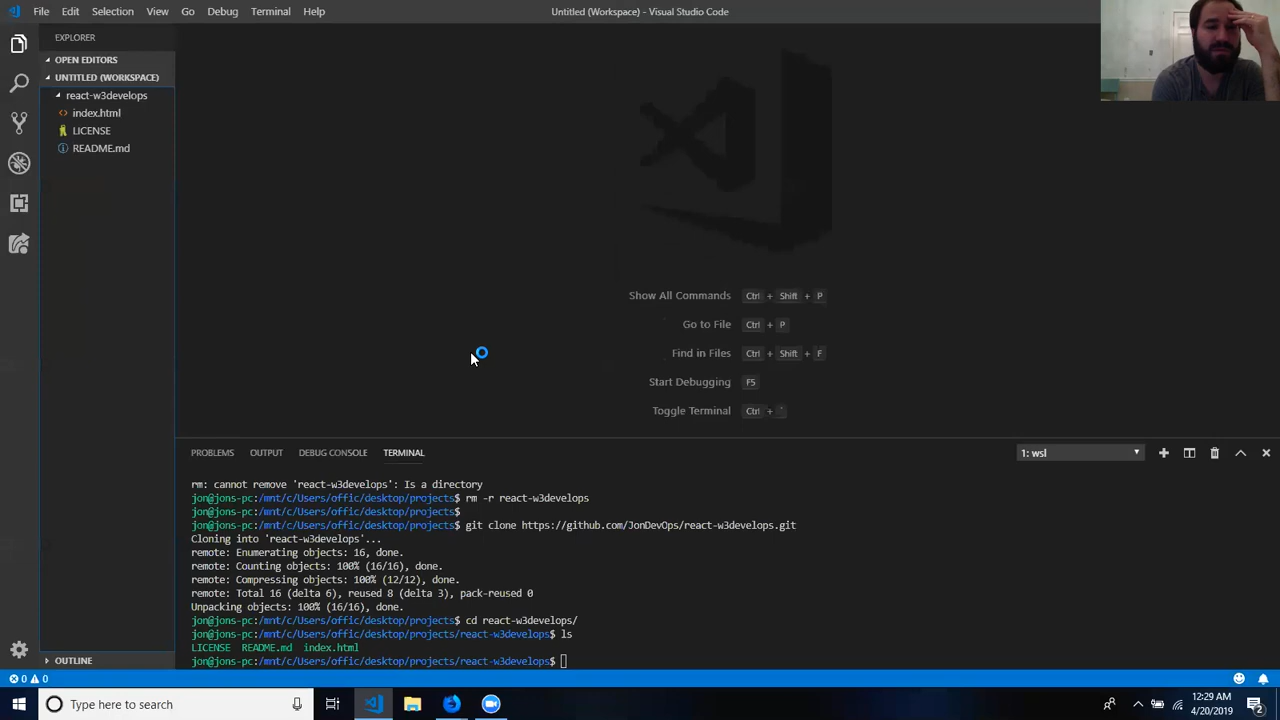 File Edit Selection View Go Debug Terminal Help
Untitled (Workspace) - Visual Studio Code
EXPLORER
OPEN EDITORS
UNTITLED (WORKSPACE)
react-w3develops
index.html
LICENSE
README.md
Show All Commands Ctrl + Shift + P
Go to File Ctrl + P
Find in Files Ctrl + Shift + F
Start Debugging F5
Toggle Terminal Ctrl + `
PROBLEMS OUTPUT DEBUG CONSOLE TERMINAL
1: wsl
rm: cannot remove 'react-w3develops': Is a directory
jon@jons-pc:/mnt/c/Users/offic/desktop/projects$ rm -r react-w3develops
jon@jons-pc:/mnt/c/Users/offic/desktop/projects$
jon@jons-pc:/mnt/c/Users/offic/desktop/projects$ git clone https://github.com/JonDevOps/react-w3develops.git
Cloning into 'react-w3develops'...
remote: Enumerating objects: 16, done.
remote: Counting objects: 100% (16/16), done.
remote: Compressing objects: 100% (12/12), done.
remote: Total 16 (delta 6), reused 8 (delta 3), pack-reused 0
Unpacking objects: 100% (16/16), done.
jon@jons-pc:/mnt/c/Users/offic/desktop/projects$ cd react-w3develops/
jon@jons-pc:/mnt/c/Users/offic/desktop/projects/react-w3develops$ ls
LICENSE README.md index.html
jon@jons-pc:/mnt/c/Users/offic/desktop/projects/react-w3develops$
OUTLINE
0 0
Type here to search
12:29 AM
4/20/2019
2